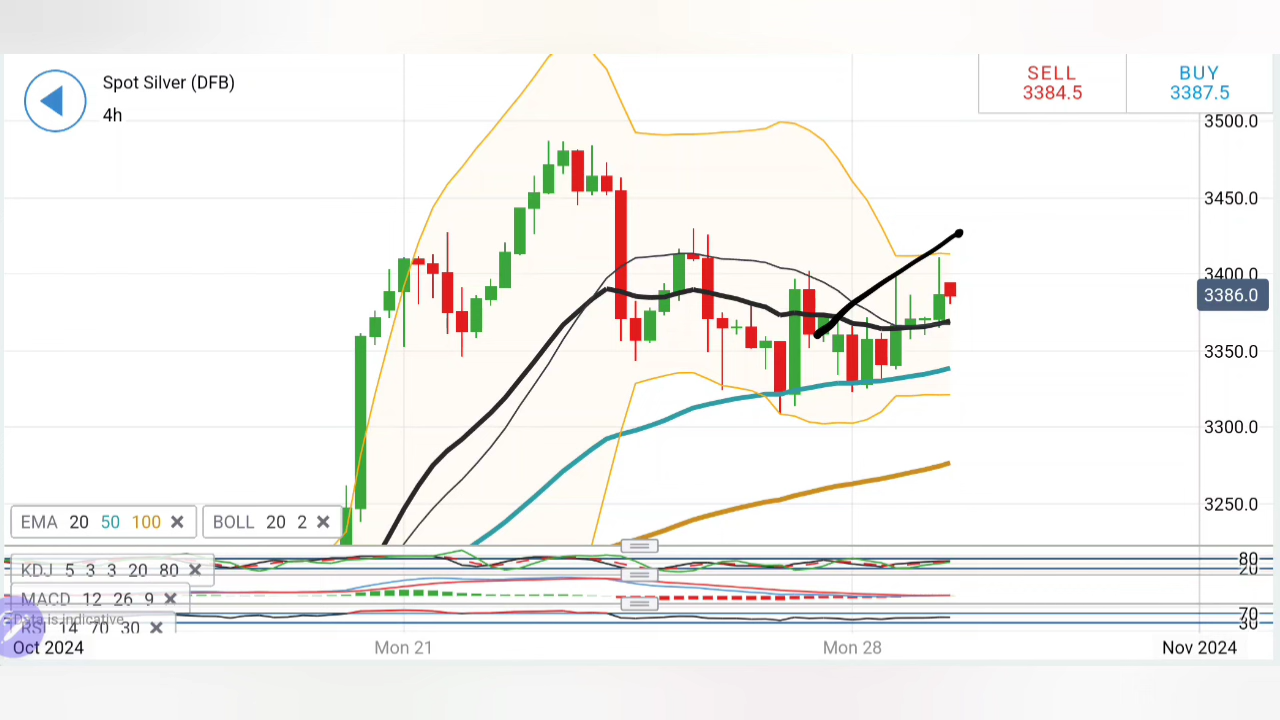 Spot Silver (DFB)
4h
SELL
3384.5
BUY
3387.5
3500.0
3450.0
3400.0
3386.0
3350.0
3300.0
3250.0
EMA 20 50 100
BOLL 20 2
KDJ 5 3 3 20 80
80
20
MACD 12 26 9
Data is indicative
RSI 14 70 30
70
30
Oct 2024
Mon 21
Mon 28
Nov 2024